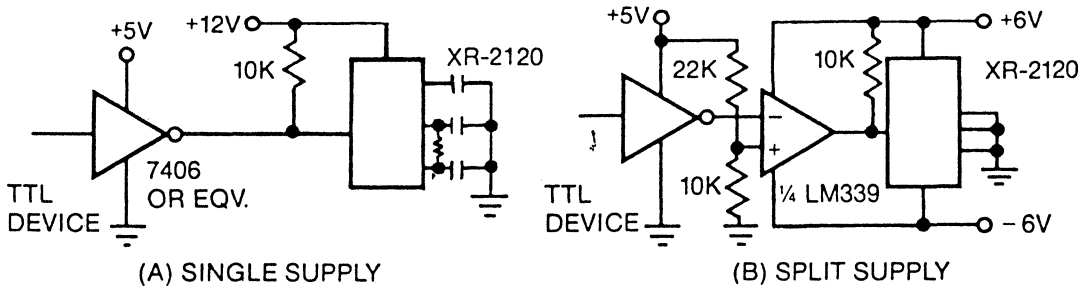 +5V
+12V
10K
XR-2120
7406
OR EQV.
TTL
DEVICE
(A) SINGLE SUPPLY
+5V
22K
10K
+6V
XR-2120
−
+
10K
¼ LM339
TTL
DEVICE
− 6V
(B) SPLIT SUPPLY